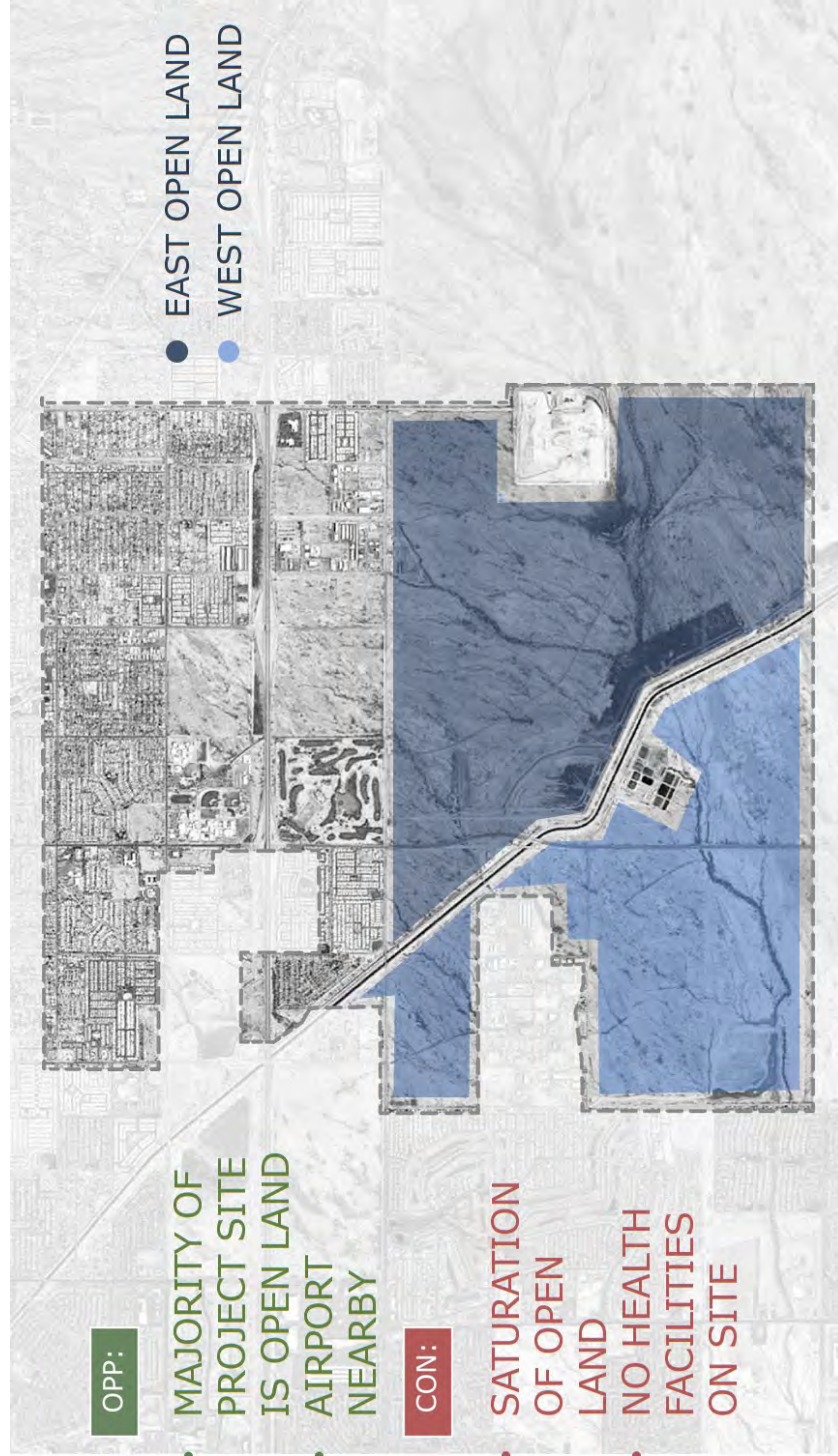 OPP:
MAJORITY OF
PROJECT SITE
IS OPEN LAND
AIRPORT
NEARBY
CON:
SATURATION
OF OPEN
LAND
NO HEALTH
FACILITIES
ON SITE
EAST OPEN LAND
WEST OPEN LAND